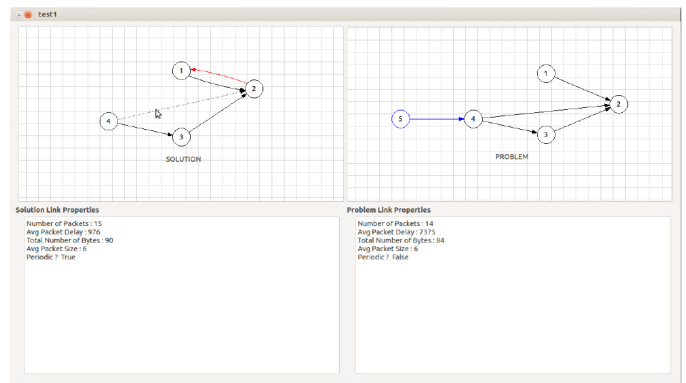 test1
1
2
4
3
SOLUTION
1
2
5
4
3
PROBLEM
Solution Link Properties
Number of Packets : 15
Avg Packet Delay : 976
Total Number of Bytes : 90
Avg Packet Size : 6
Periodic ? True
Problem Link Properties
Number of Packets : 14
Avg Packet Delay : 7375
Total Number of Bytes : 84
Avg Packet Size : 6
Periodic ? False